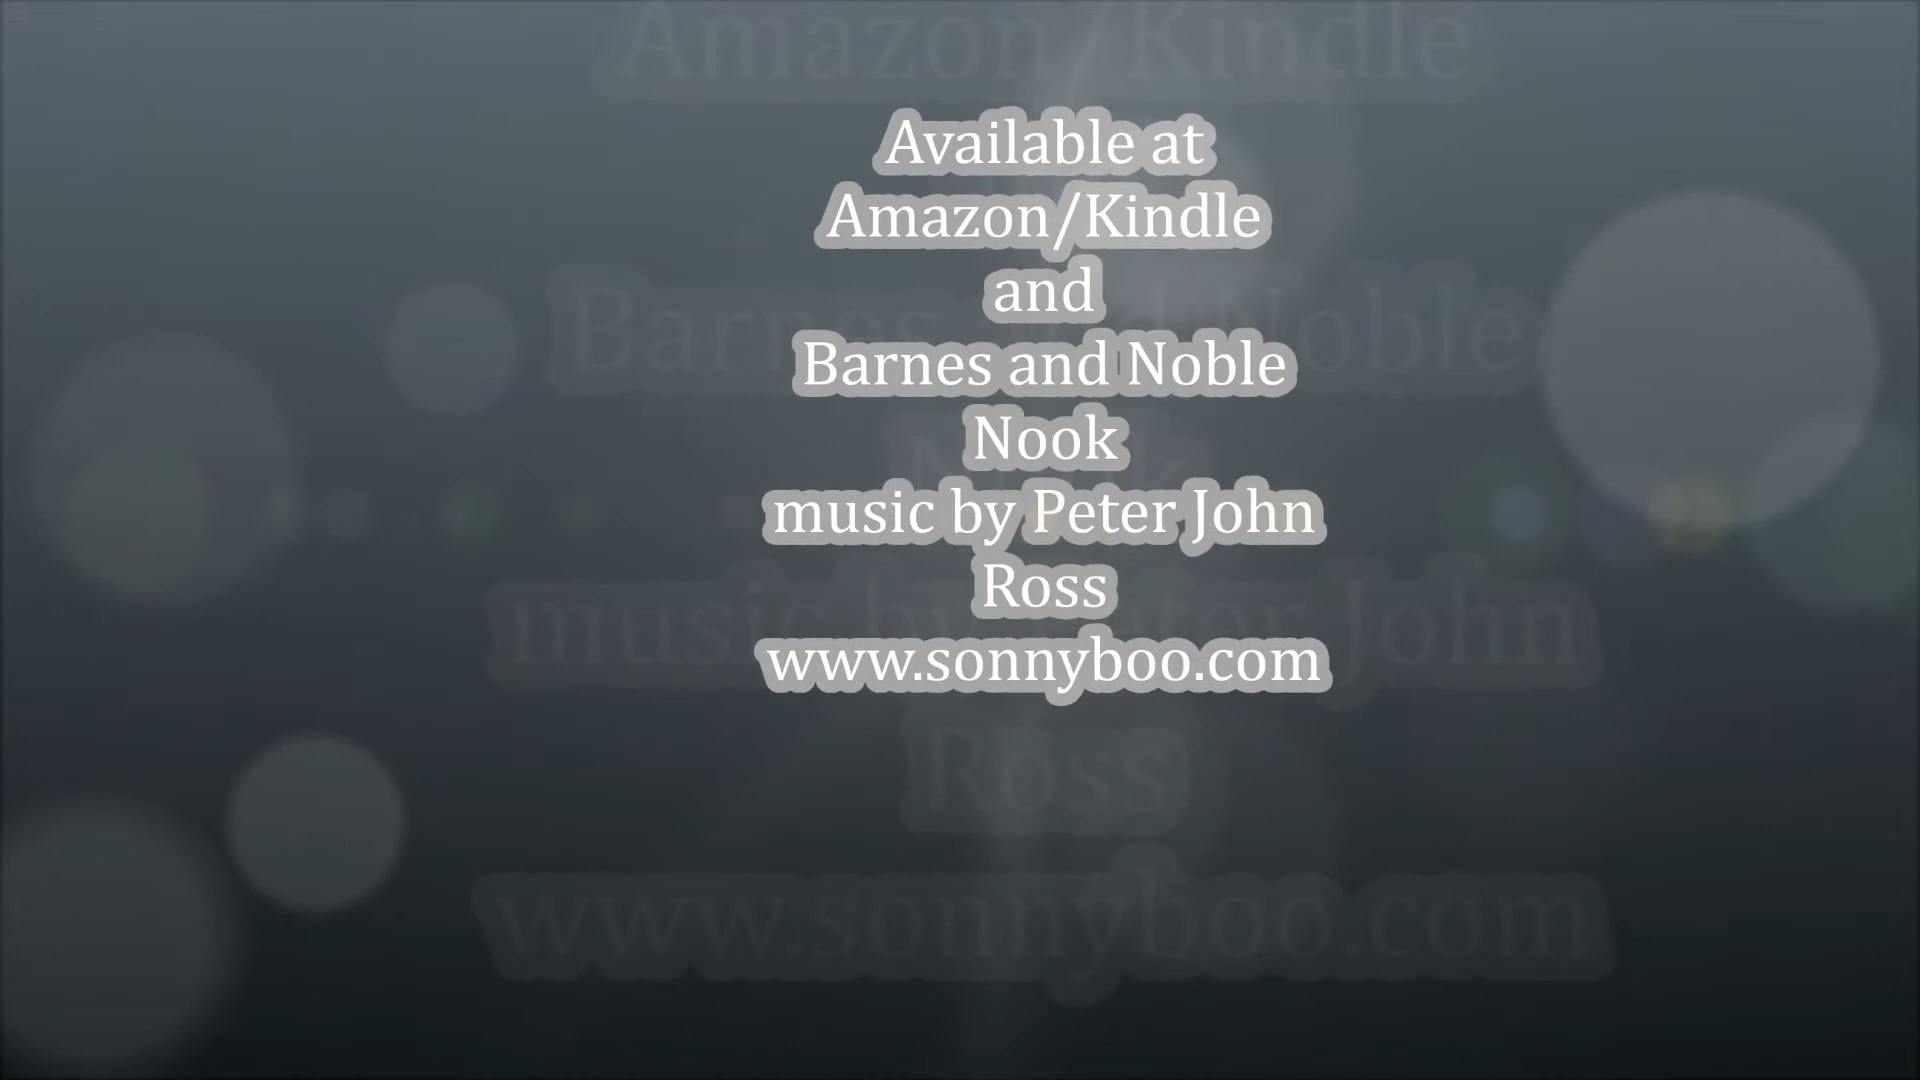 Available at
Amazon/Kindle
and
Barnes and Noble
Nook
music by Peter John
Ross
www.sonnyboo.com